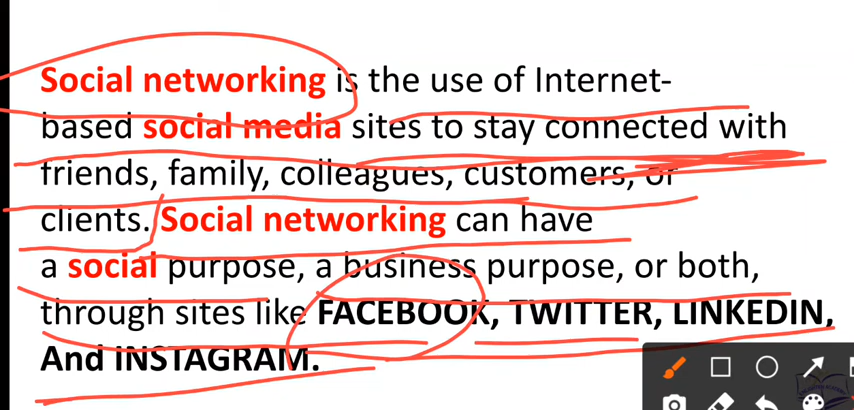 Social networking is the use of Internet-
based social media sites to stay connected with
friends, family, colleagues, customers, or
clients. Social networking can have
a social purpose, a business purpose, or both,
through sites like FACEBOOK, TWITTER, LINKEDIN,
And INSTAGRAM.